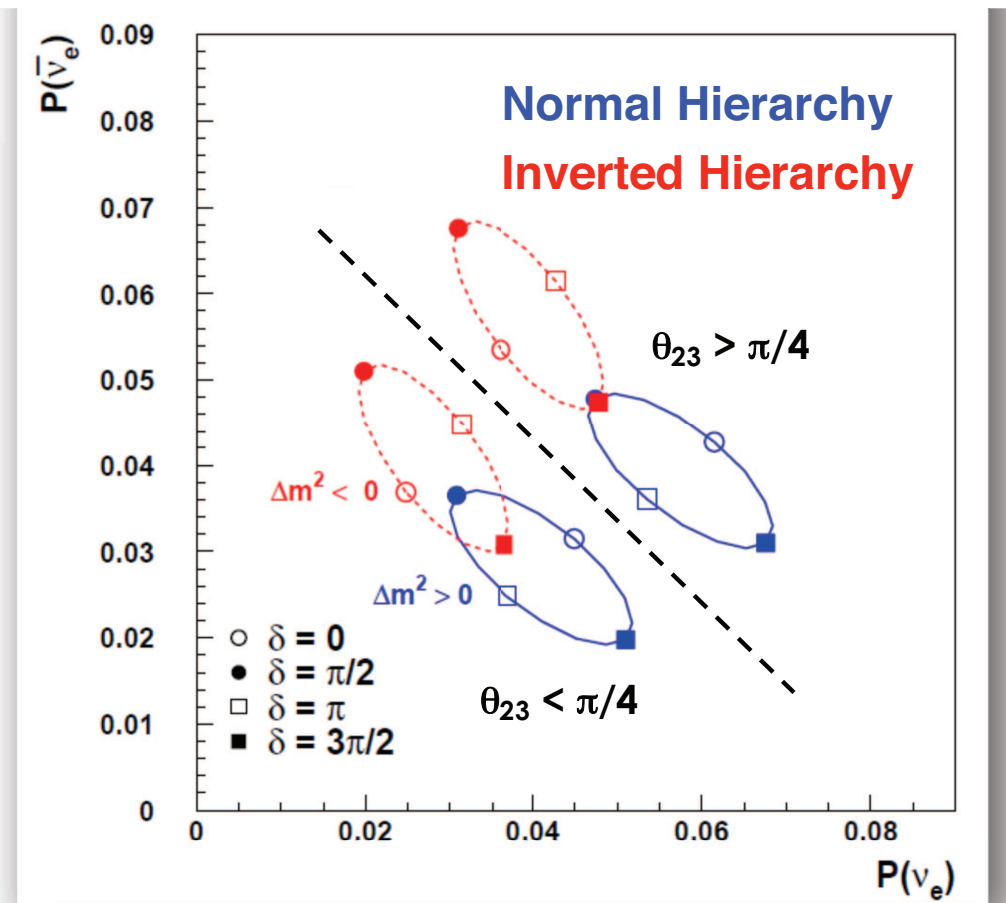 P(ν̅ₑ)
0.09
0.08
0.07
0.06
0.05
0.04
0.03
0.02
0.01
0
Normal Hierarchy
Inverted Hierarchy
θ₂₃ > π/4
Δm² < 0
Δm² > 0
θ₂₃ < π/4
δ = 0
δ = π/2
δ = π
δ = 3π/2
0 0.02 0.04 0.06 0.08
P(νₑ)